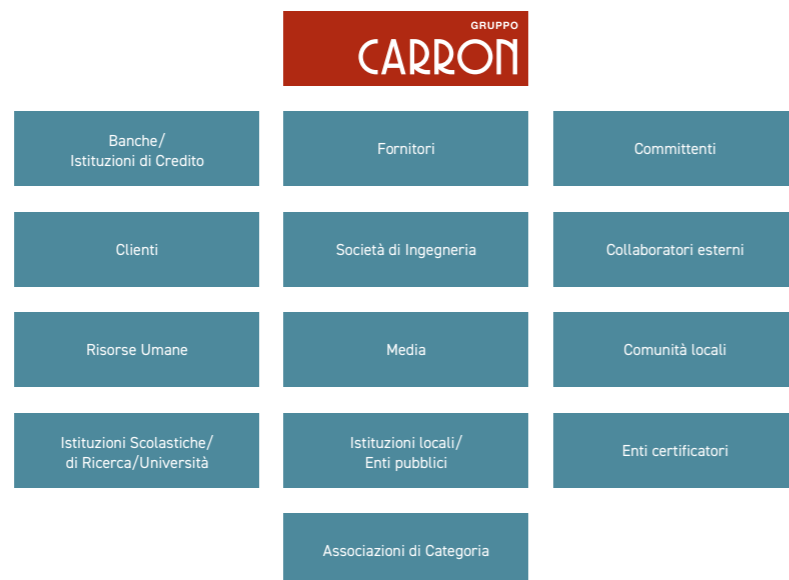 GRUPPO
CARRON
Banche/
Istituzioni di Credito
Fornitori
Committenti
Clienti
Società di Ingegneria
Collaboratori esterni
Risorse Umane
Media
Comunità locali
Istituzioni Scolastiche/
di Ricerca/Università
Istituzioni locali/
Enti pubblici
Enti certificatori
Associazioni di Categoria